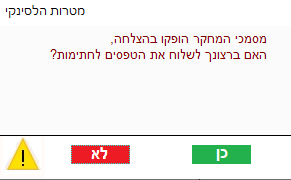 מטרות הלסינקי
מסמכי המחקר הופקו בהצלחה,
האם ברצונך לשלוח את הטפסים לחתימות?
לא
כן